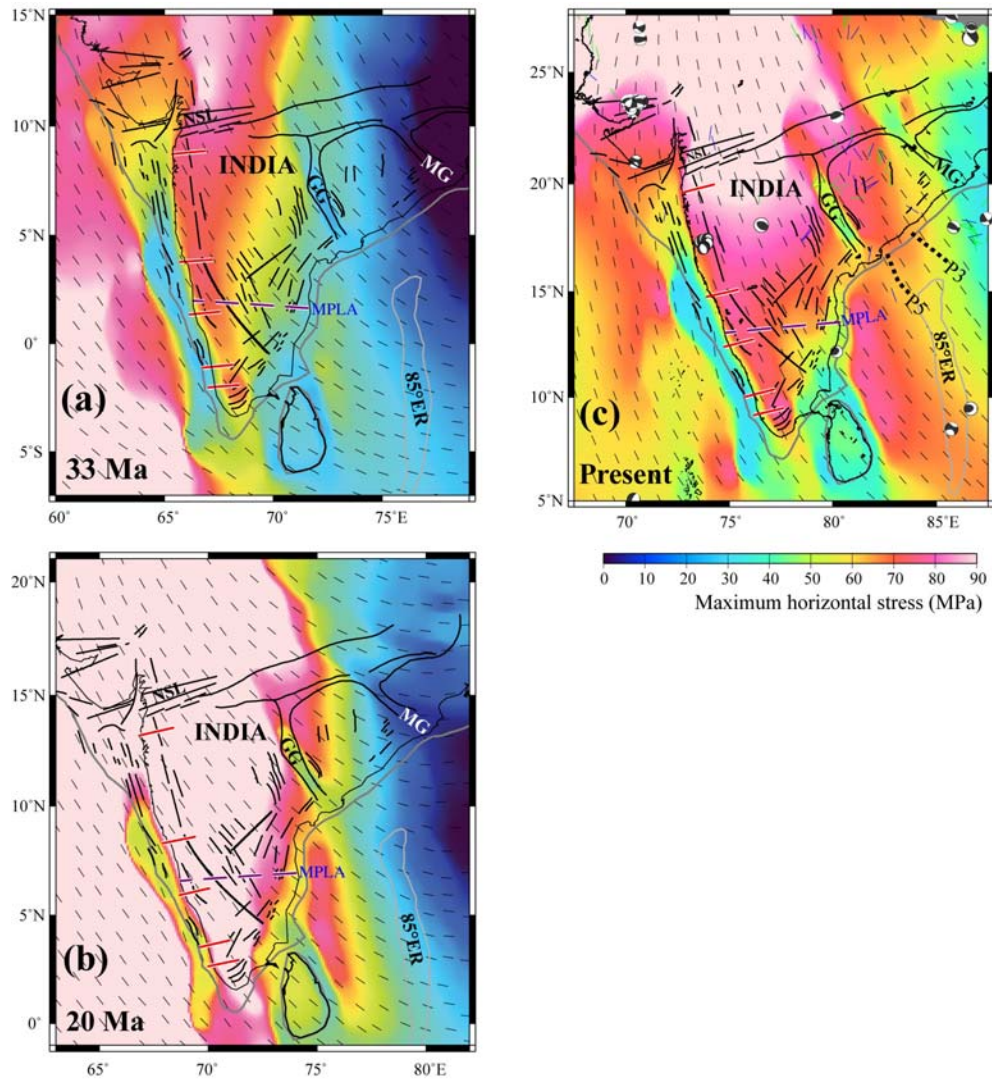 15°N
10°N
5°N
0°
5°S
60°
65°
70°
75°E
NSL
INDIA
GG
MG
MPLA
85°ER
(a)
33 Ma
25°N
20°N
15°N
10°N
5°N
70°
75°
80°
85°E
NSL
INDIA
GG
MG
P3
P5
MPLA
85°ER
(c)
Present
0 10 20 30 40 50 60 70 80 90
Maximum horizontal stress (MPa)
20°N
15°N
10°N
5°N
0°
65°
70°
75°
80°E
NSL
INDIA
GG
MG
MPLA
85°ER
(b)
20 Ma